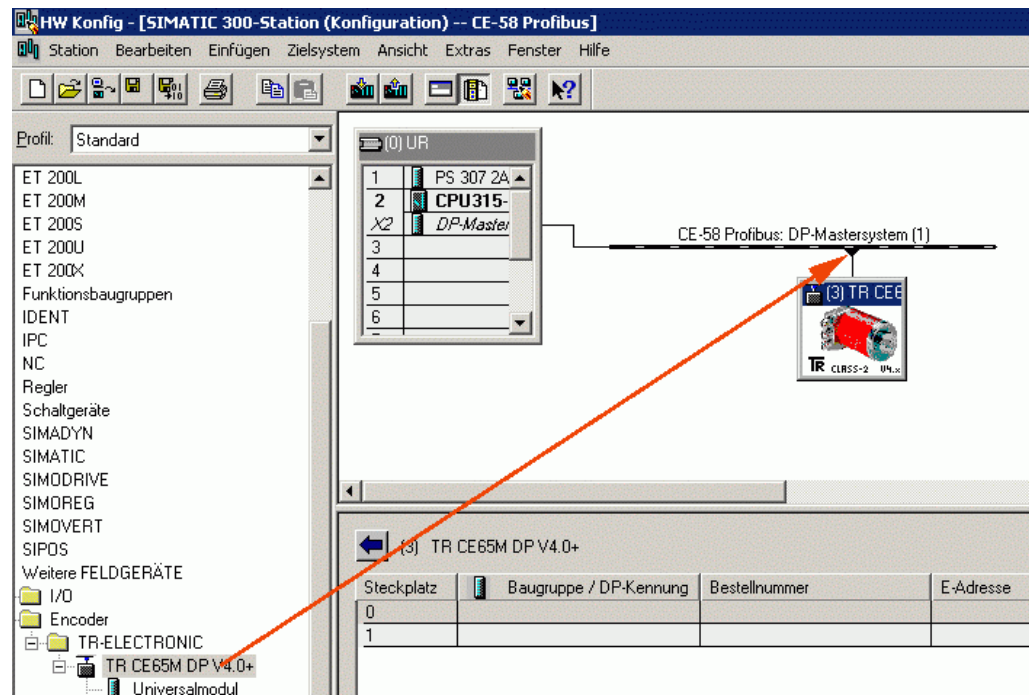 HW Konfig - [SIMATIC 300-Station (Konfiguration) -- CE-58 Profibus]
Station Bearbeiten Einfügen Zielsystem Ansicht Extras Fenster Hilfe
Profil: Standard
ET 200L
ET 200M
ET 200S
ET 200U
ET 200X
Funktionsbaugruppen
IDENT
IPC
NC
Regler
Schaltgeräte
SIMADYN
SIMATIC
SIMODRIVE
SIMOREG
SIMOVERT
SIPOS
Weitere FELDGERÄTE
I/O
Encoder
TR-ELECTRONIC
TR CE65M DP V4.0+
Universalmodul
(0) UR
1 PS 307 2A
2 CPU315-
X2 DP-Master
3
4
5
6
CE-58 Profibus: DP-Mastersystem (1)
(3) TR CE6
TR CLASS-2 V4.x
(3) TR CE65M DP V4.0+
Steckplatz Baugruppe / DP-Kennung Bestellnummer E-Adresse
0
1